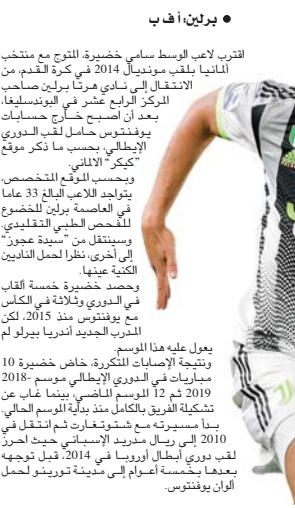 ● برلين: أ ف ب
اقترب لاعب الوسط سامي خضيرة، المتوج مع منتخب
ألمانيا بلقب مونديال 2014 في كرة القدم، من
الانتقال إلى نادي هرتا برلين صاحب
المركز الرابع عشر في البوندسليغا،
بعد أن اصبح خارج حسابات
يوفنتوس حامل لقب الدوري
الإيطالي، بحسب ما ذكر موقع
"كيكر" الالماني.
وبحسب الموقع المتخصص،
يتواجد اللاعب البالغ 33 عاما
في العاصمة برلين للخضوع
للفحص الطبي التقليدي.
وسينتقل من "سيدة عجوز"
إلى أخرى، نظرا لحمل الناديين
الكنية عينها.
وحصد خضيرة خمسة ألقاب
في الدوري وثلاثة في الكأس
مع يوفنتوس منذ 2015، لكن
المدرب الجديد أندريا بيرلو لم
يعول عليه هذا الموسم.
ونتيجة الإصابات المتكررة، خاض خضيرة 10
مباريات في الدوري الإيطالي موسم 2018-
2019 ثم 12 الموسم الماضي، بينما غاب عن
تشكيلة الفريق بالكامل منذ بداية الموسم الحالي.
بدأ مسيرته مع شتوتغارت ثم انتقل في
2010 إلى ريال مدريد الإسباني حيث احرز
لقب دوري أبطال أوروبا في 2014، قبل توجهه
بعدها بخمسة أعوام إلى مدينة تورينو لحمل
ألوان يوفنتوس.